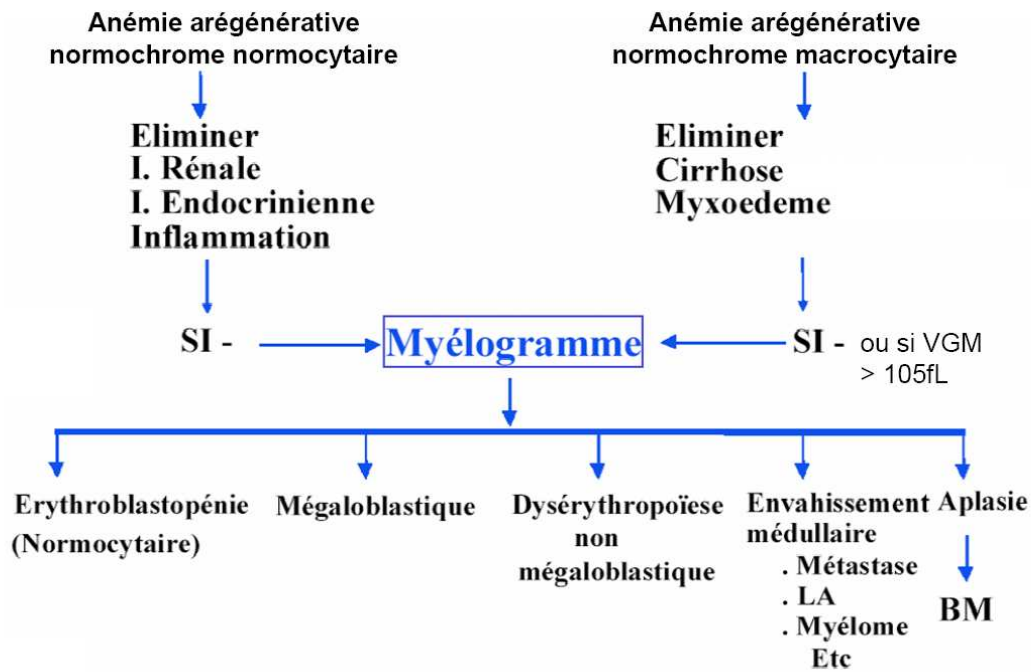 Anémie arégénérative
normochrome normocytaire
Eliminer
I. Rénale
I. Endocrinienne
Inflammation
SI -
Anémie arégénérative
normochrome macrocytaire
Eliminer
Cirrhose
Myxoedeme
SI - ou si VGM
> 105fL
Myélogramme
Erythroblastopénie
(Normocytaire)
Mégaloblastique
Dysérythropoïese
non
mégaloblastique
Envahissement
médullaire
. Métastase
. LA
. Myélome
Etc
Aplasie
BM